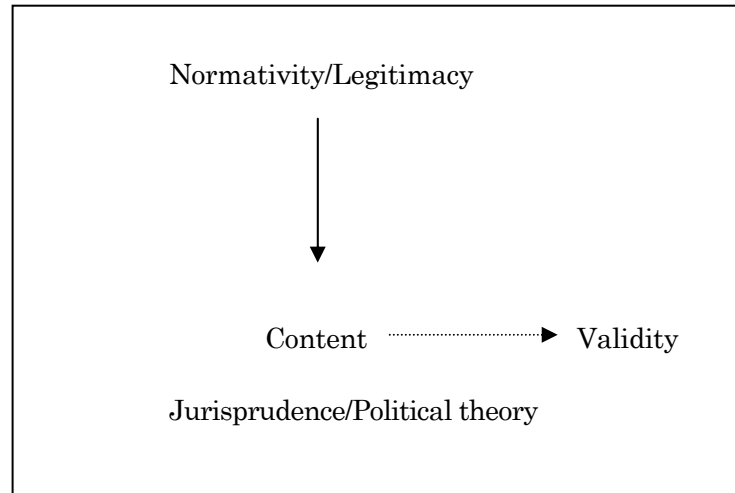 Normativity/Legitimacy
Content Validity
Jurisprudence/Political theory